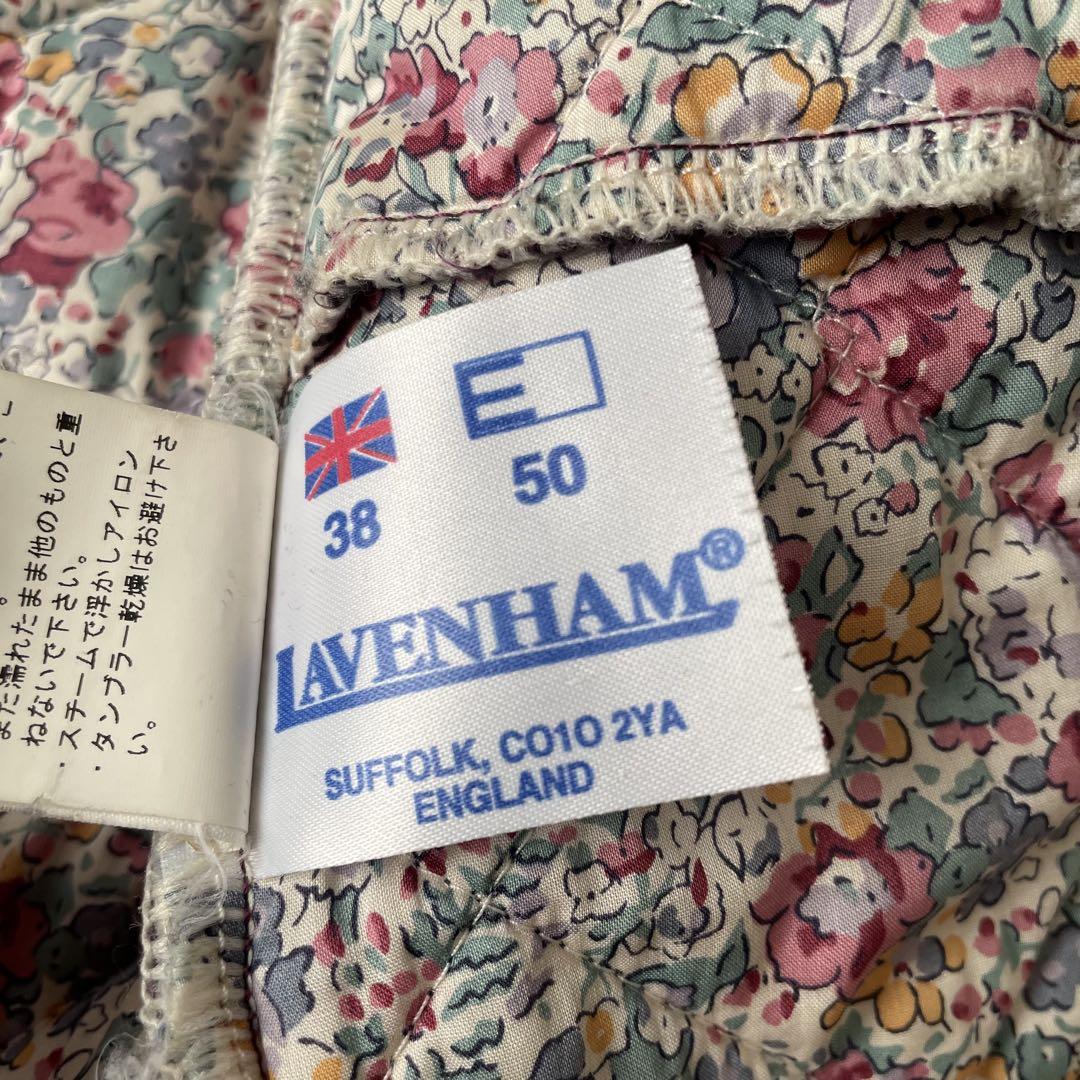 。
また濡れたまま他のものと重
ねないで下さい。
・スチームで浮かしアイロン
・タンブラー乾燥はお避け下さ
い。
E
38
50
LAVENHAM®
SUFFOLK, CO10 2YA
ENGLAND